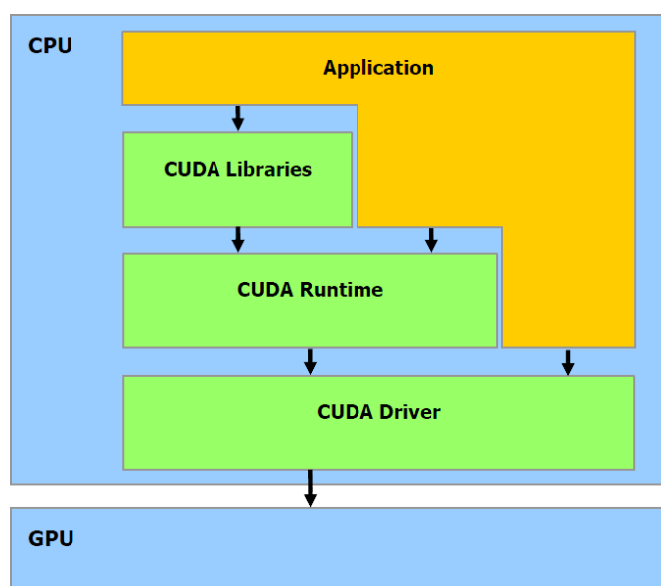 CPU
Application
CUDA Libraries
CUDA Runtime
CUDA Driver
GPU